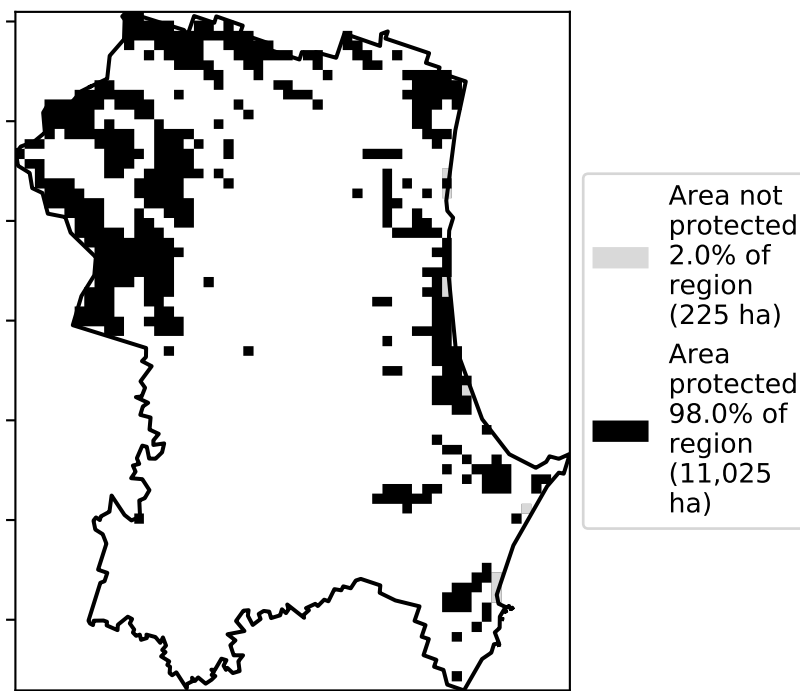 Area not
protected
2.0% of
region
(225 ha)
Area
protected
98.0% of
region
(11,025
ha)